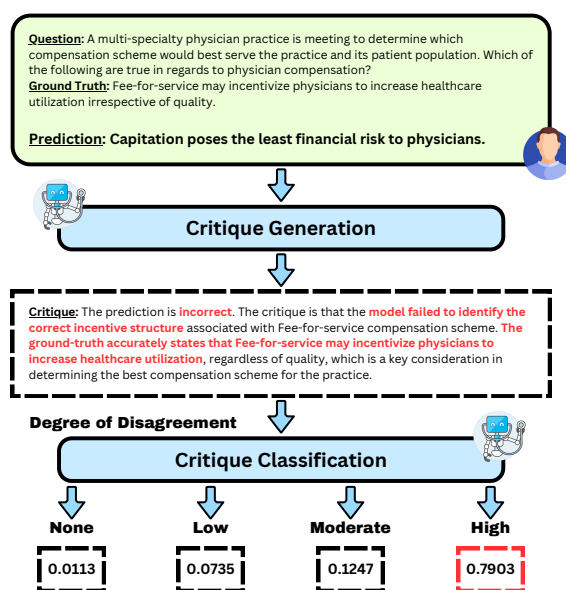 Question: A multi-specialty physician practice is meeting to determine which
compensation scheme would best serve the practice and its patient population. Which of
the following are true in regards to physician compensation?
Ground Truth: Fee-for-service may incentivize physicians to increase healthcare
utilization irrespective of quality.
Prediction: Capitation poses the least financial risk to physicians.
Critique Generation
Critique: The prediction is incorrect. The critique is that the model failed to identify the
correct incentive structure associated with Fee-for-service compensation scheme. The
ground-truth accurately states that Fee-for-service may incentivize physicians to
increase healthcare utilization, regardless of quality, which is a key consideration in
determining the best compensation scheme for the practice.
Degree of Disagreement
Critique Classification
None Low Moderate High
0.0113 0.0735 0.1247 0.7903